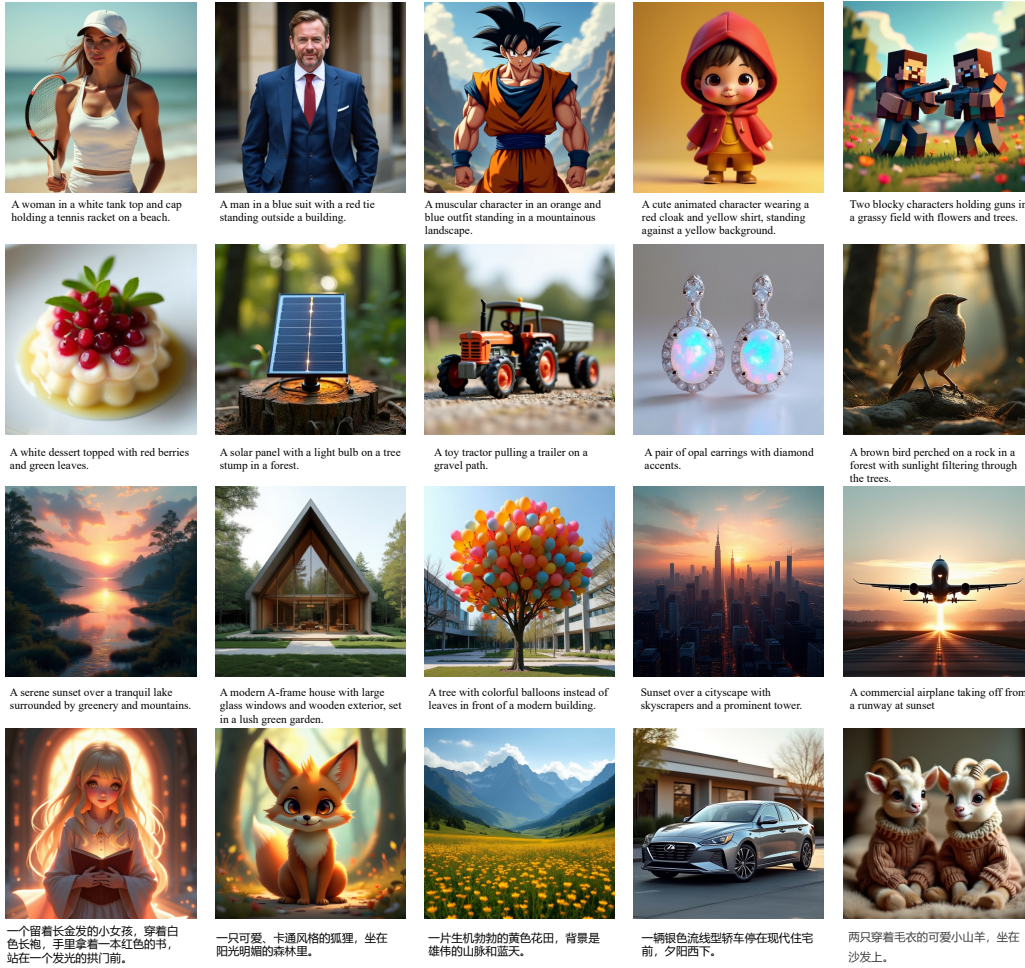 A woman in a white tank top and cap
holding a tennis racket on a beach.
A man in a blue suit with a red tie
standing outside a building.
A muscular character in an orange and
blue outfit standing in a mountainous
landscape.
A cute animated character wearing a
red cloak and yellow shirt, standing
against a yellow background.
Two blocky characters holding guns in
a grassy field with flowers and trees.
A white dessert topped with red berries
and green leaves.
A solar panel with a light bulb on a tree
stump in a forest.
A toy tractor pulling a trailer on a
gravel path.
A pair of opal earrings with diamond
accents.
A brown bird perched on a rock in a
forest with sunlight filtering through
the trees.
A serene sunset over a tranquil lake
surrounded by greenery and mountains.
A modern A-frame house with large
glass windows and wooden exterior, set
in a lush green garden.
A tree with colorful balloons instead of
leaves in front of a modern building.
Sunset over a cityscape with
skyscrapers and a prominent tower.
A commercial airplane taking off from
a runway at sunset
一个留着长金发的小女孩，穿着白
色长袍，手里拿着一本红色的书，
站在一个发光的拱门前。
一只可爱、卡通风格的狐狸，坐在
阳光明媚的森林里。
一片生机勃勃的黄色花田，背景是
雄伟的山脉和蓝天。
一辆银色流线型轿车停在现代住宅
前，夕阳西下。
两只穿着毛衣的可爱小山羊，坐在
沙发上。